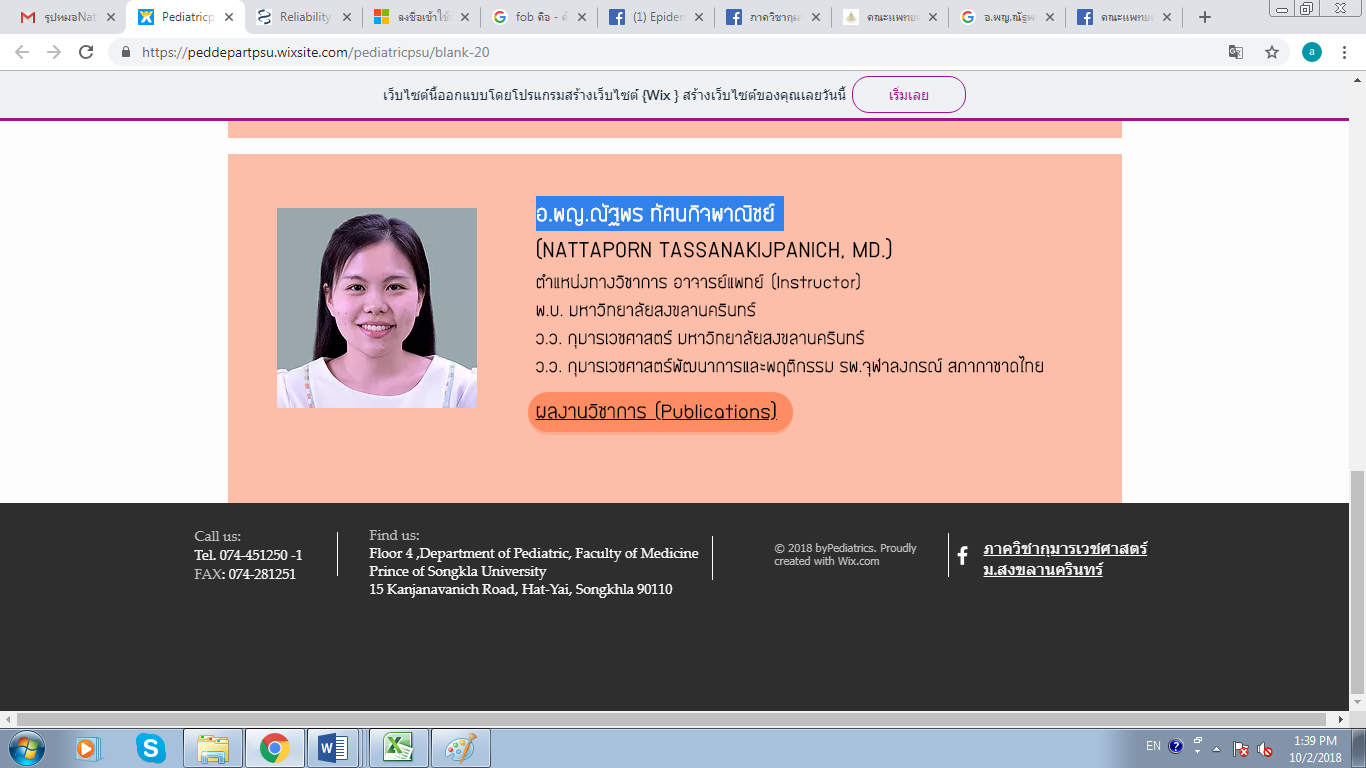 รูปหมอNat
Pediatricp
Reliability
ลงชื่อเข้าใช้
fob คือ - ค้
(1) Epiden
ภาควิชากุมา
คณะแพทย
อ.พญ.ณัฐพ
คณะแพทย
https://peddepartpsu.wixsite.com/pediatricpsu/blank-20
a
เว็บไซต์นี้ออกแบบโดยโปรแกรมสร้างเว็บไซต์ {Wix } สร้างเว็บไซต์ของคุณเลยวันนี้
เริ่มเลย
อ.พญ.ณัฐพร ทัศนกิจพาณิชย์
(NATTAPORN TASSANAKIJPANICH, MD.)
ตำแหน่งทางวิชาการ อาจารย์แพทย์ (Instructor)
พ.บ. มหาวิทยาลัยสงขลานครินทร์
ว.ว. กุมารเวชศาสตร์ มหาวิทยาลัยสงขลานครินทร์
ว.ว. กุมารเวชศาสตร์พัฒนาการและพฤติกรรม รพ.จุฬาลงกรณ์ สภากาชาดไทย
ผลงานวิชาการ (Publications)
Call us:
Tel. 074-451250 -1
FAX: 074-281251
Find us:
Floor 4 ,Department of Pediatric, Faculty of Medicine
Prince of Songkla University
15 Kanjanavanich Road, Hat-Yai, Songkhla 90110
© 2018 byPediatrics. Proudly
created with Wix.com
ภาควิชากุมารเวชศาสตร์
ม.สงขลานครินทร์
EN
1:39 PM
10/2/2018